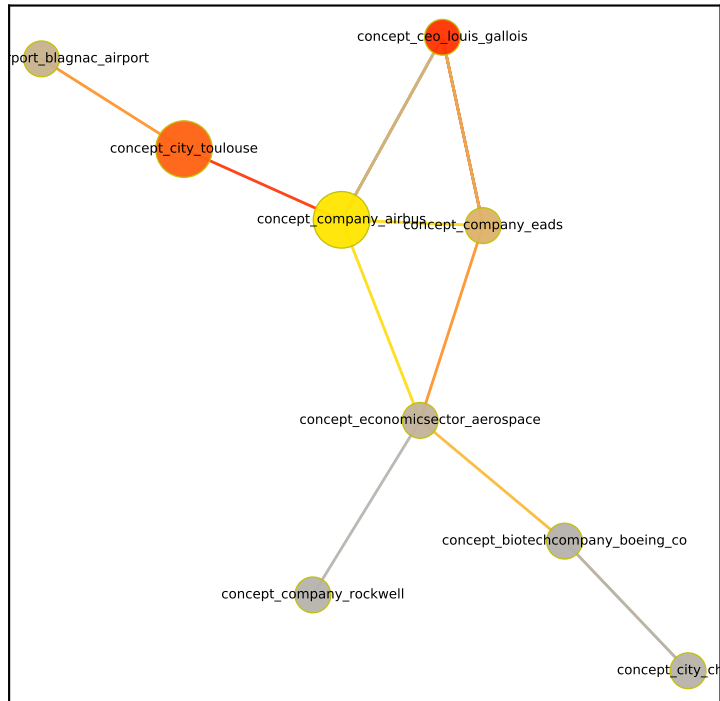 concept_ceo_louis_gallois
rport_blagnac_airport
concept_city_toulouse
concept_company_airbus
concept_company_eads
concept_economicsector_aerospace
concept_biotechcompany_boeing_co
concept_company_rockwell
concept_city_ch